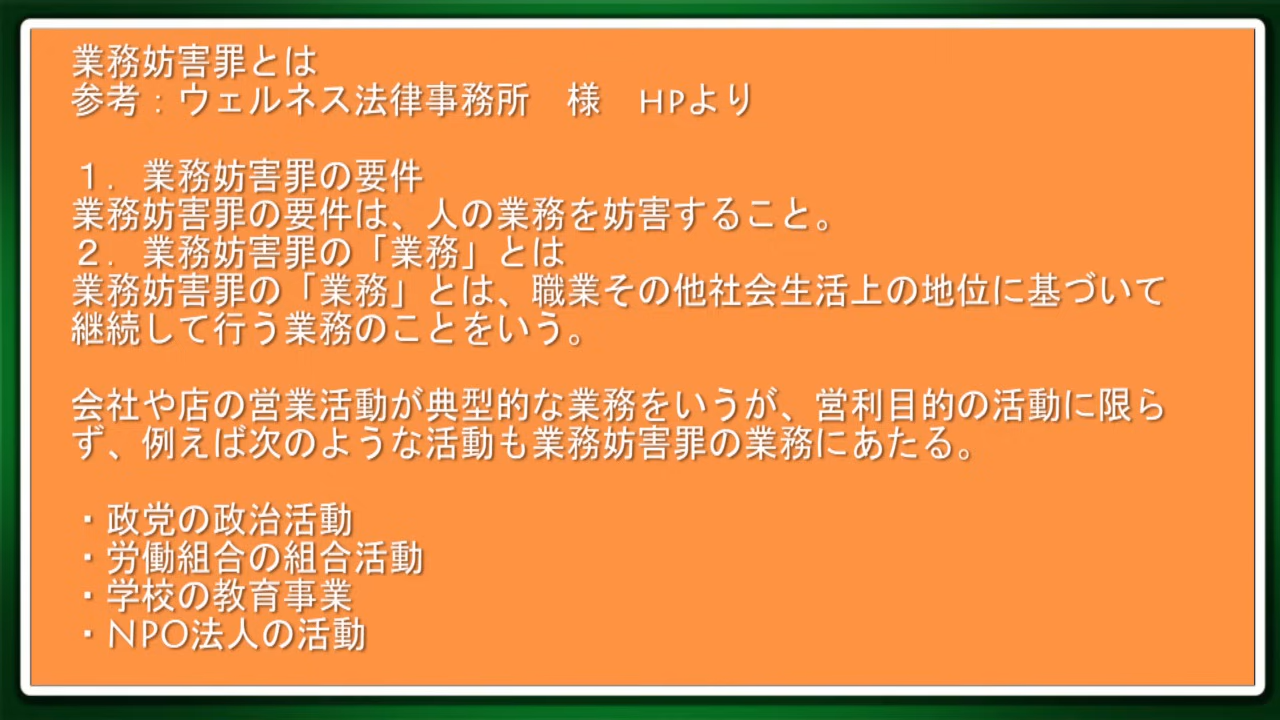 業務妨害罪とは
参考：ウェルネス法律事務所　様　HPより
１．業務妨害罪の要件
業務妨害罪の要件は、人の業務を妨害すること。
２．業務妨害罪の「業務」とは
業務妨害罪の「業務」とは、職業その他社会生活上の地位に基づいて
継続して行う業務のことをいう。
会社や店の営業活動が典型的な業務をいうが、営利目的の活動に限ら
ず、例えば次のような活動も業務妨害罪の業務にあたる。
・政党の政治活動
・労働組合の組合活動
・学校の教育事業
・NPO法人の活動